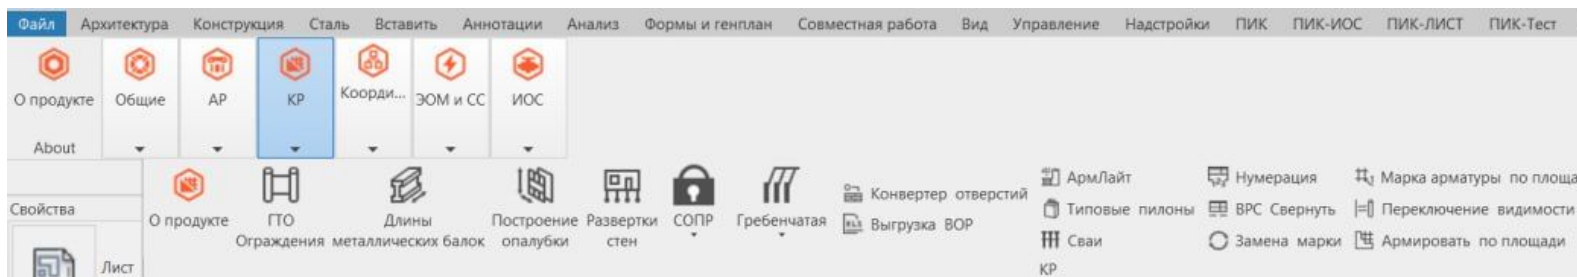 Файл Архитектура Конструкция Сталь Вставить Аннотации Анализ Формы и генплан Совместная работа Вид Управление Надстройки ПИК ПИК-ИОС ПИК-ЛИСТ ПИК-Тест
О продукте Общие АР КР Коорди... ЭОМ и СС ИОС
About
Свойства
Лист
О продукте ГТО Длины Построение Развертки СОПР Гребенчатая
Ограждения металлических балок опалубки стен
Конвертер отверстий
Выгрузка ВОР
АрмЛайт Нумерация Марка арматуры по площа
Типовые пилоны ВРС Свернуть Переключение видимости
Сваи Замена марки Армировать по площади
КР